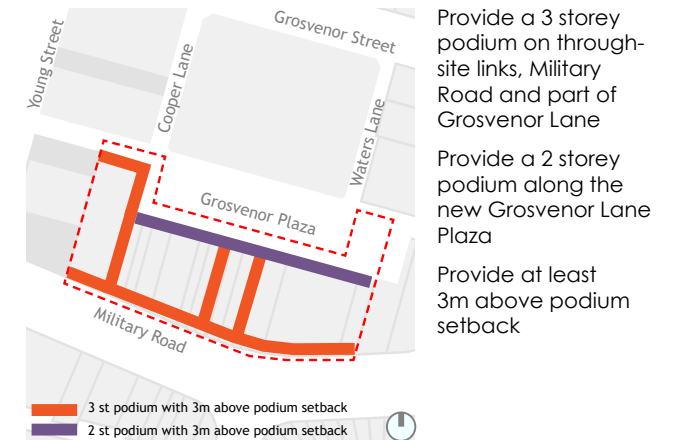 Grosvenor Street
Young Street
Cooper Lane
Waters Lane
Grosvenor Plaza
Military Road
3 st podium with 3m above podium setback
2 st podium with 3m above podium setback
Provide a 3 storey
podium on through-
site links, Military
Road and part of
Grosvenor Lane
Provide a 2 storey
podium along the
new Grosvenor Lane
Plaza
Provide at least
3m above podium
setback